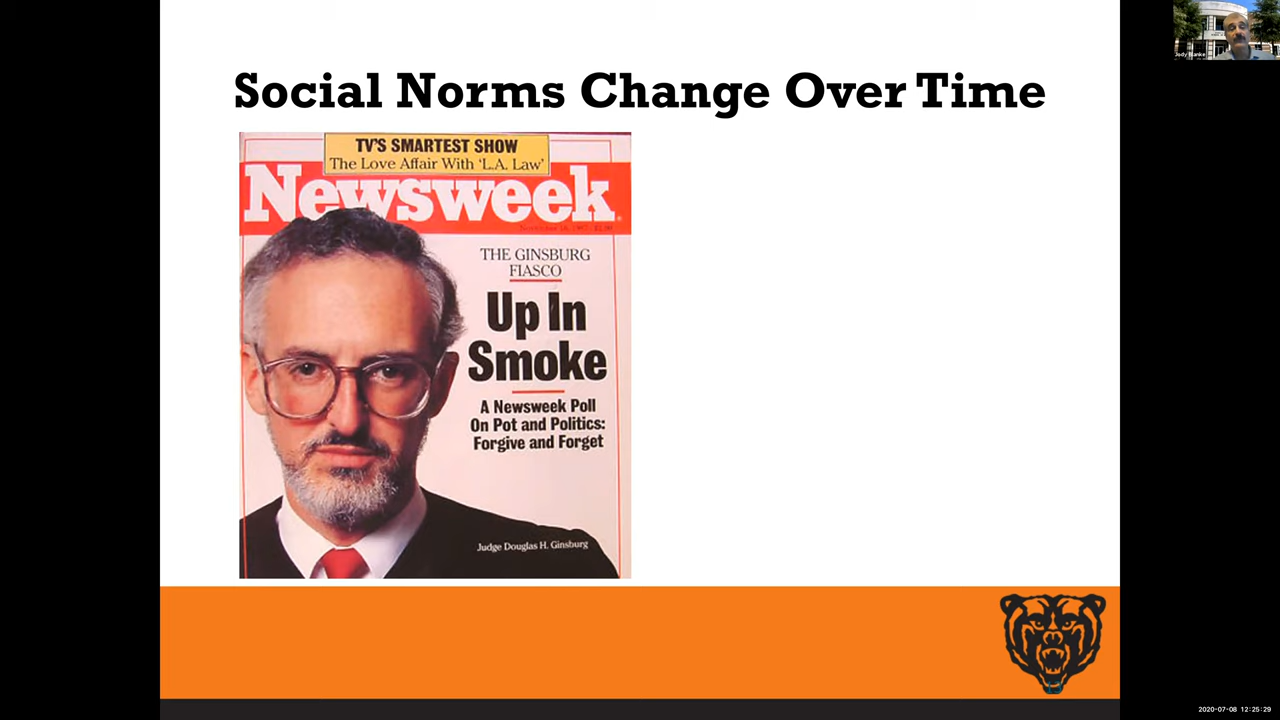 Social Norms Change Over Time
TV'S SMARTEST SHOW
The Love Affair With 'L.A. Law'
Newsweek
THE GINSBURG
FIASCO
Up In
Smoke
A Newsweek Poll
On Pot and Politics:
Forgive and Forget
Judge Douglas H. Ginsburg
2020-07-08 12:25:29